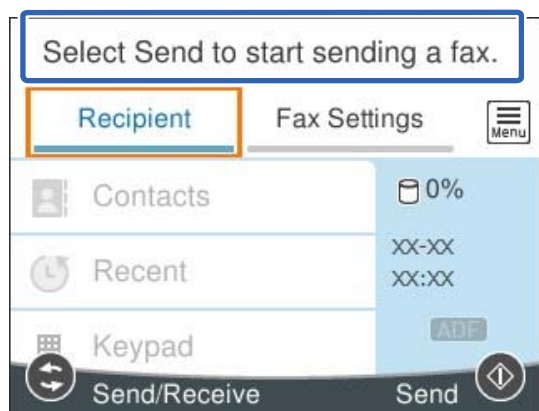 Select Send to start sending a fax.
Recipient Fax Settings Menu
Contacts 0%
XX-XX
Recent XX:XX
Keypad ADF
Send/Receive Send